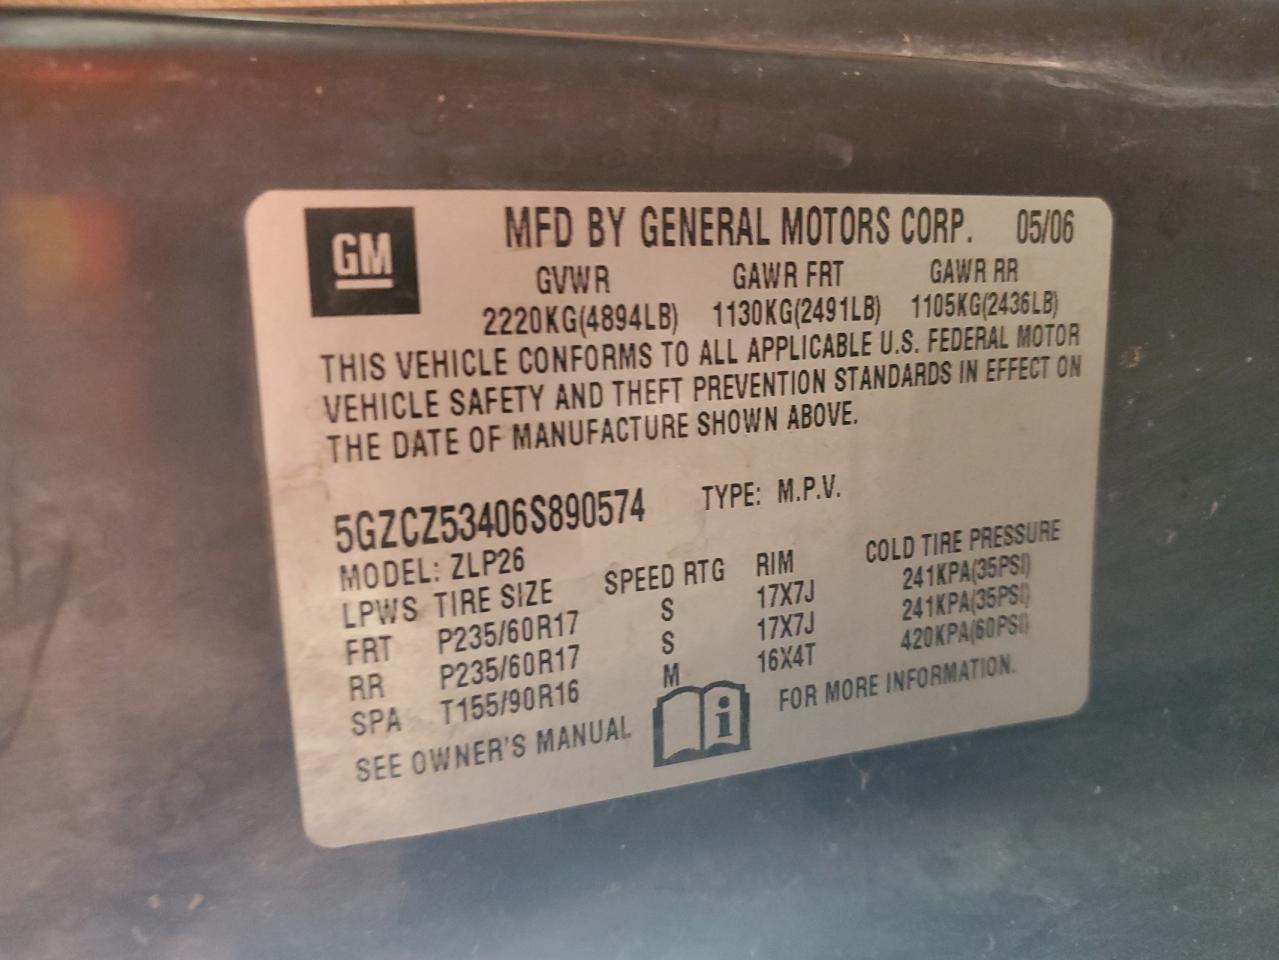 GM
MFD BY GENERAL MOTORS CORP. 05/06
GVWR GAWR FRT GAWR RR
2220KG(4894LB) 1130KG(2491LB) 1105KG(2436LB)
THIS VEHICLE CONFORMS TO ALL APPLICABLE U.S. FEDERAL MOTOR
VEHICLE SAFETY AND THEFT PREVENTION STANDARDS IN EFFECT ON
THE DATE OF MANUFACTURE SHOWN ABOVE.
5GZCZ53406S890574 TYPE: M.P.V.
MODEL: ZLP26
LPWS TIRE SIZE SPEED RTG RIM COLD TIRE PRESSURE
FRT P235/60R17 S 17X7J 241KPA(35PSI)
RR P235/60R17 S 17X7J 241KPA(35PSI)
SPA T155/90R16 M 16X4T 420KPA(60PSI)
SEE OWNER'S MANUAL i FOR MORE INFORMATION.